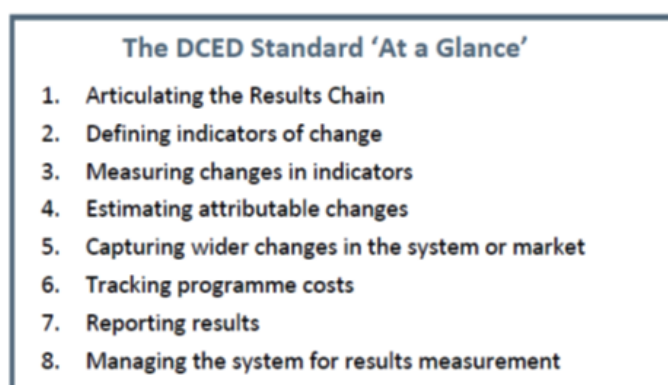 The DCED Standard ‘At a Glance’
1. Articulating the Results Chain
2. Defining indicators of change
3. Measuring changes in indicators
4. Estimating attributable changes
5. Capturing wider changes in the system or market
6. Tracking programme costs
7. Reporting results
8. Managing the system for results measurement